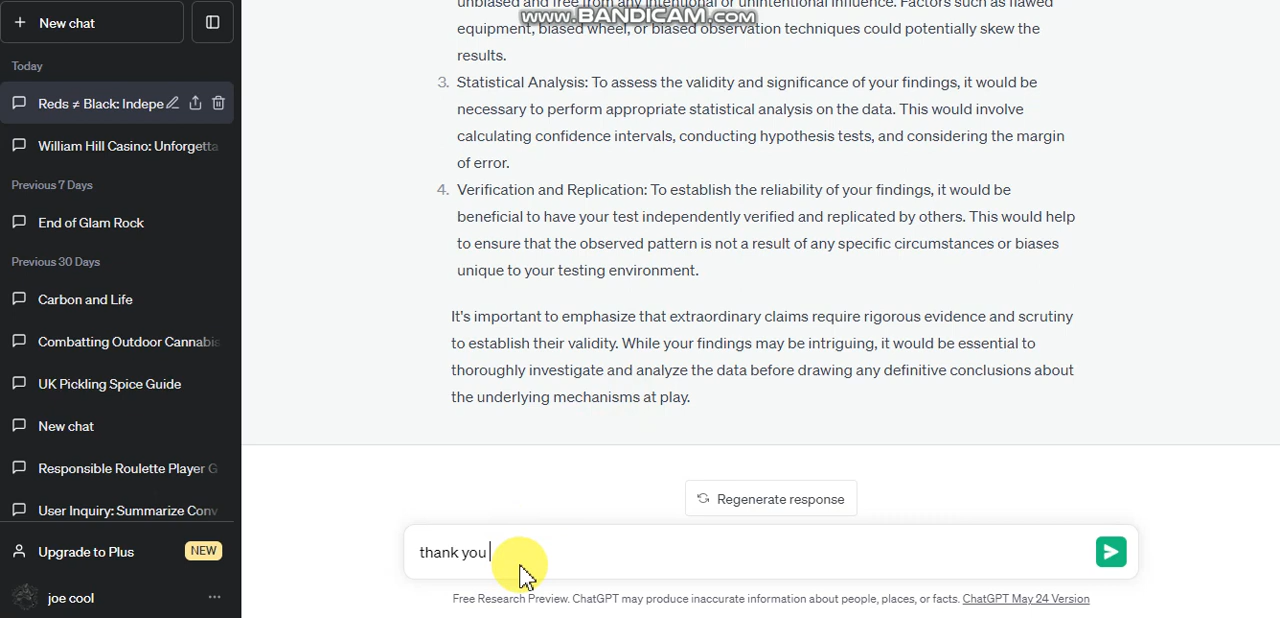 New chat
Today
Reds ≠ Black: Indepe
William Hill Casino: Unforgetta
Previous 7 Days
End of Glam Rock
Previous 30 Days
Carbon and Life
Combatting Outdoor Cannabis
UK Pickling Spice Guide
New chat
Responsible Roulette Player G
User Inquiry: Summarize Conv
Upgrade to Plus NEW
joe cool
www.BANDICAM.com
unbiased and free from any intentional or unintentional influence. Factors such as flawed
equipment, biased wheel, or biased observation techniques could potentially skew the
results.
3. Statistical Analysis: To assess the validity and significance of your findings, it would be
necessary to perform appropriate statistical analysis on the data. This would involve
calculating confidence intervals, conducting hypothesis tests, and considering the margin
of error.
4. Verification and Replication: To establish the reliability of your findings, it would be
beneficial to have your test independently verified and replicated by others. This would help
to ensure that the observed pattern is not a result of any specific circumstances or biases
unique to your testing environment.
It's important to emphasize that extraordinary claims require rigorous evidence and scrutiny
to establish their validity. While your findings may be intriguing, it would be essential to
thoroughly investigate and analyze the data before drawing any definitive conclusions about
the underlying mechanisms at play.
Regenerate response
thank you
Free Research Preview. ChatGPT may produce inaccurate information about people, places, or facts. ChatGPT May 24 Version